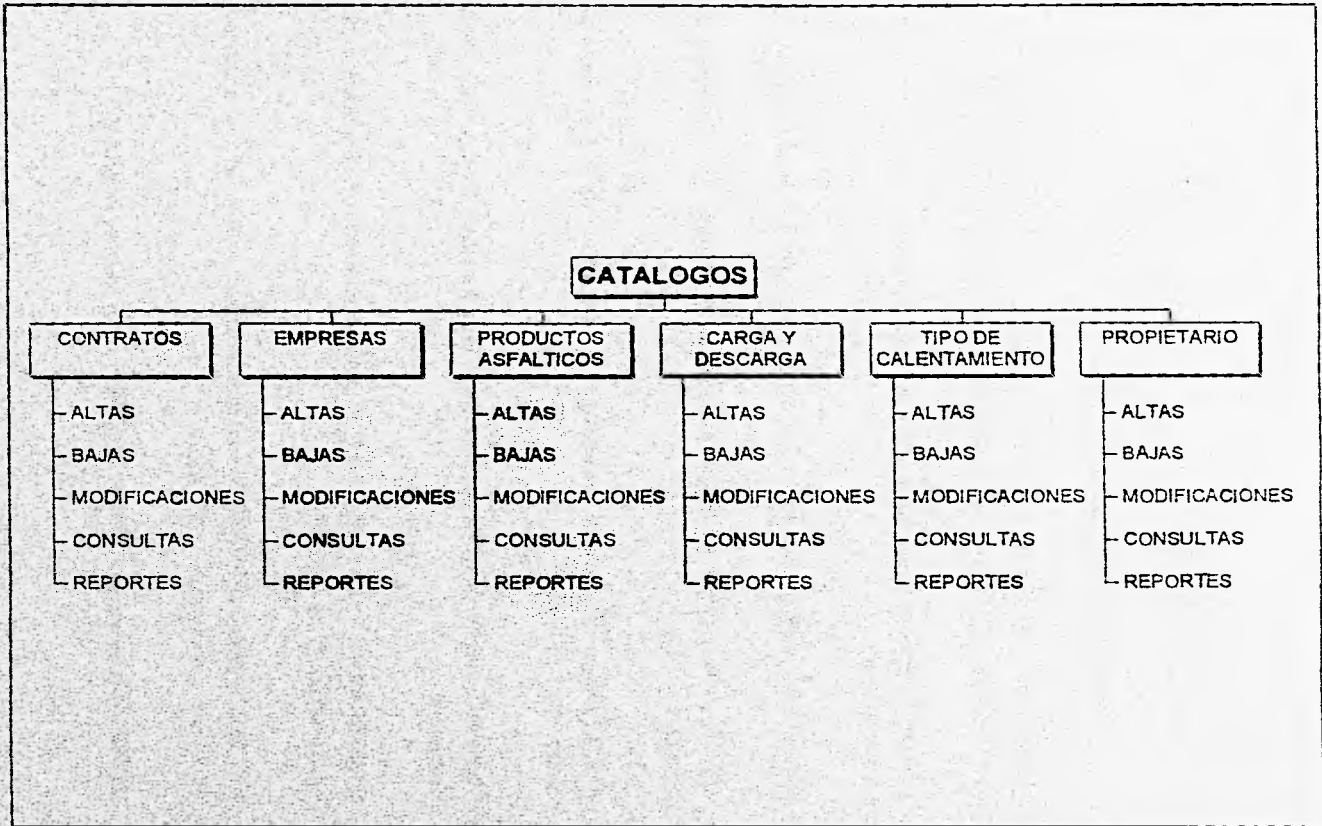 CATALOGOS
CONTRATOS
ALTAS
BAJAS
MODIFICACIONES
CONSULTAS
REPORTES
EMPRESAS
ALTAS
BAJAS
MODIFICACIONES
CONSULTAS
REPORTES
PRODUCTOS
ASFALTICOS
ALTAS
BAJAS
MODIFICACIONES
CONSULTAS
REPORTES
CARGA Y
DESCARGA
ALTAS
BAJAS
MODIFICACIONES
CONSULTAS
REPORTES
TIPO DE
CALENTAMIENTO
ALTAS
BAJAS
MODIFICACIONES
CONSULTAS
REPORTES
PROPIETARIO
ALTAS
BAJAS
MODIFICACIONES
CONSULTAS
REPORTES